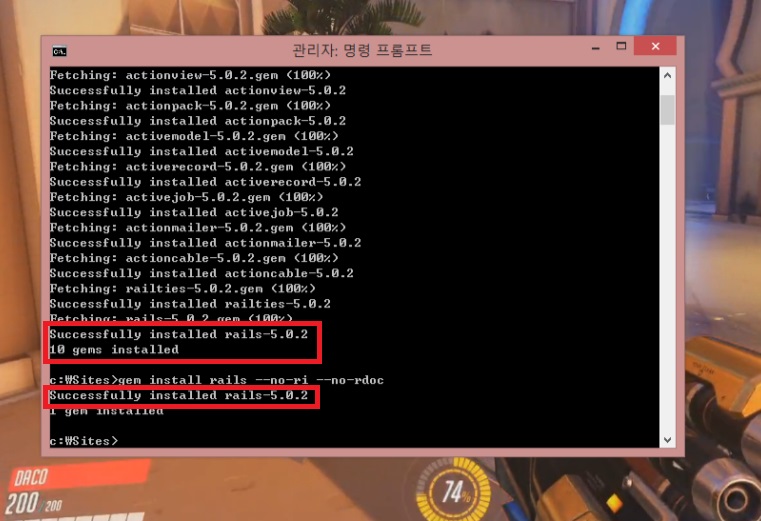 관리자: 명령 프롬프트
Fetching: actionview-5.0.2.gem (100%)
Successfully installed actionview-5.0.2
Fetching: actionpack-5.0.2.gem (100%)
Successfully installed actionpack-5.0.2
Fetching: activemodel-5.0.2.gem (100%)
Successfully installed activemodel-5.0.2
Fetching: activerecord-5.0.2.gem (100%)
Successfully installed activerecord-5.0.2
Fetching: activejob-5.0.2.gem (100%)
Successfully installed activejob-5.0.2
Fetching: actionmailer-5.0.2.gem (100%)
Successfully installed actionmailer-5.0.2
Fetching: actioncable-5.0.2.gem (100%)
Successfully installed actioncable-5.0.2
Fetching: railties-5.0.2.gem (100%)
Successfully installed railties-5.0.2
Fetching: rails-5.0.2.gem (100%)
Successfully installed rails-5.0.2
10 gems installed
c:₩Sites>gem install rails --no-ri --no-rdoc
Successfully installed rails-5.0.2
1 gem installed
c:₩Sites>
DACO
200/200
74%